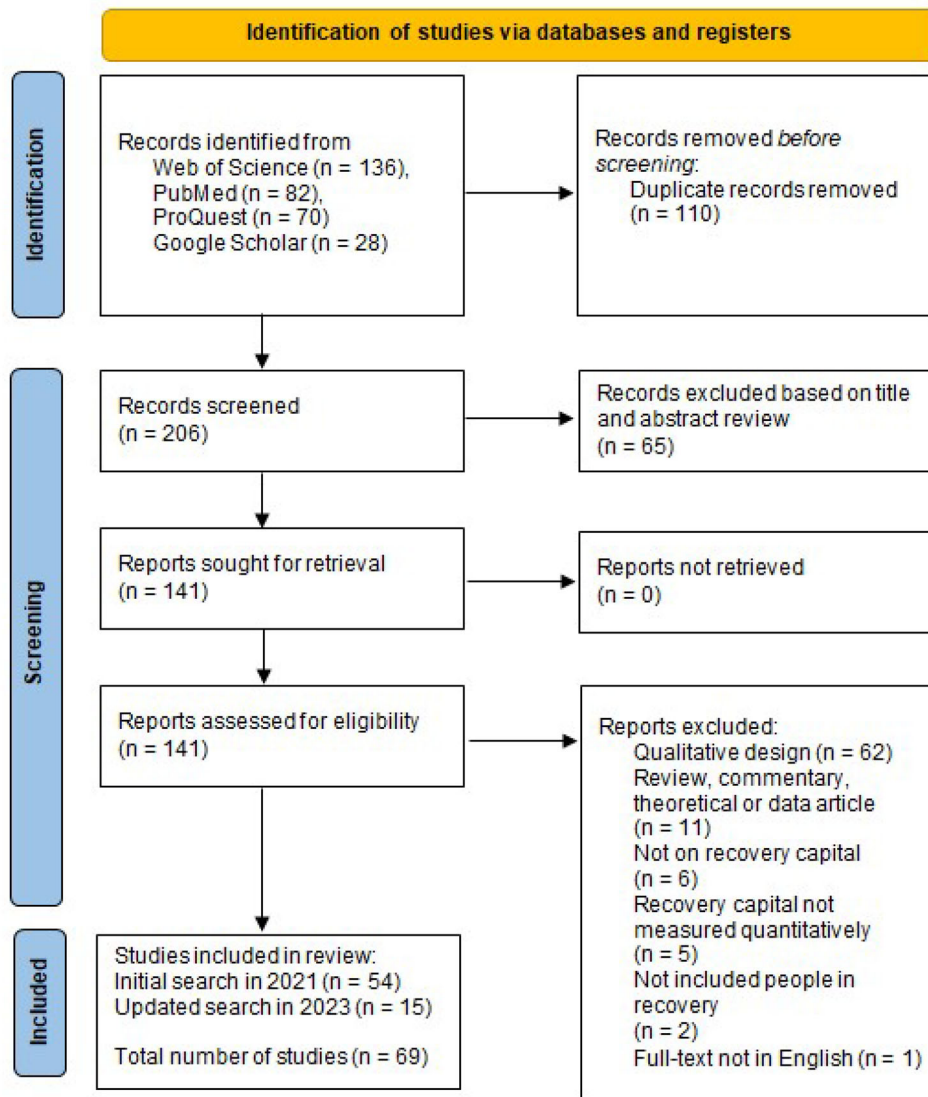 Identification of studies via databases and registers
Identification
Records identified from
Web of Science (n = 136),
PubMed (n = 82),
ProQuest (n = 70)
Google Scholar (n = 28)
Records removed before
screening:
Duplicate records removed
(n = 110)
Screening
Records screened
(n = 206)
Records excluded based on title
and abstract review
(n = 65)
Reports sought for retrieval
(n = 141)
Reports not retrieved
(n = 0)
Reports assessed for eligibility
(n = 141)
Reports excluded:
Qualitative design (n = 62)
Review, commentary,
theoretical or data article
(n = 11)
Not on recovery capital
(n = 6)
Recovery capital not
measured quantitatively
(n = 5)
Not included people in
recovery
(n = 2)
Full-text not in English (n = 1)
Included
Studies included in review:
Initial search in 2021 (n = 54)
Updated search in 2023 (n = 15)
Total number of studies (n = 69)